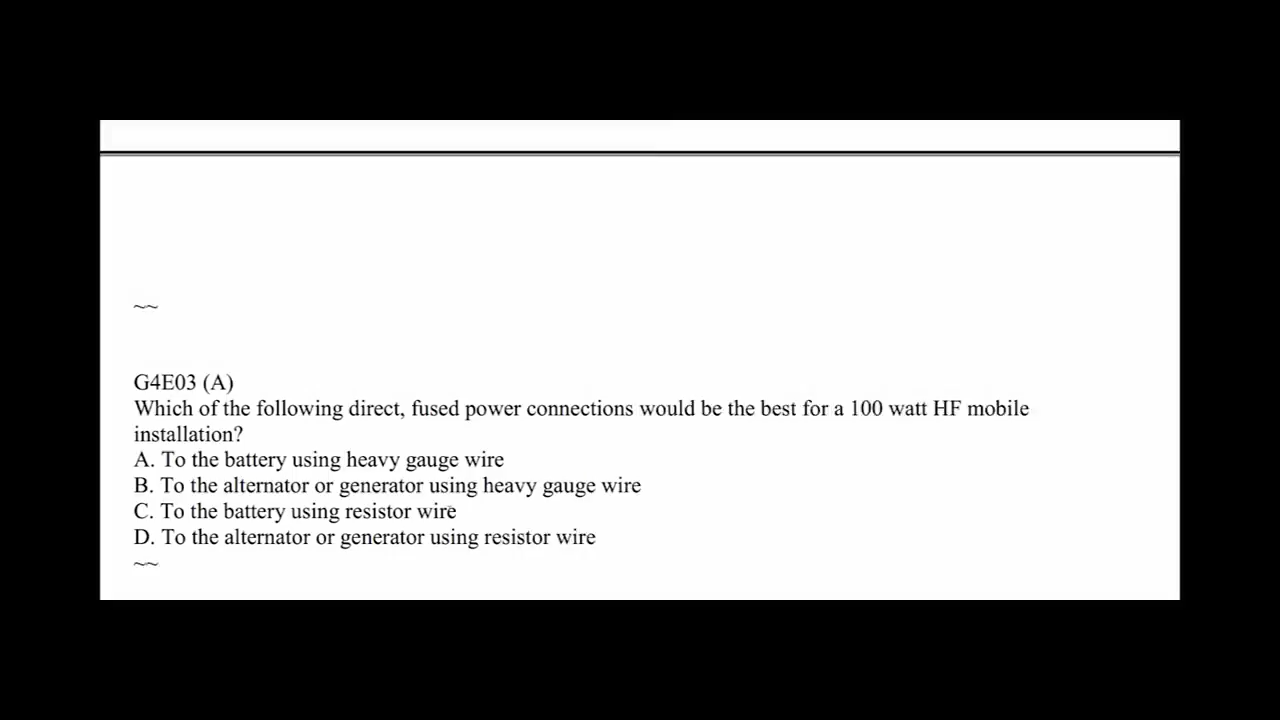 ~~
G4E03 (A)
Which of the following direct, fused power connections would be the best for a 100 watt HF mobile
installation?
A. To the battery using heavy gauge wire
B. To the alternator or generator using heavy gauge wire
C. To the battery using resistor wire
D. To the alternator or generator using resistor wire
~~